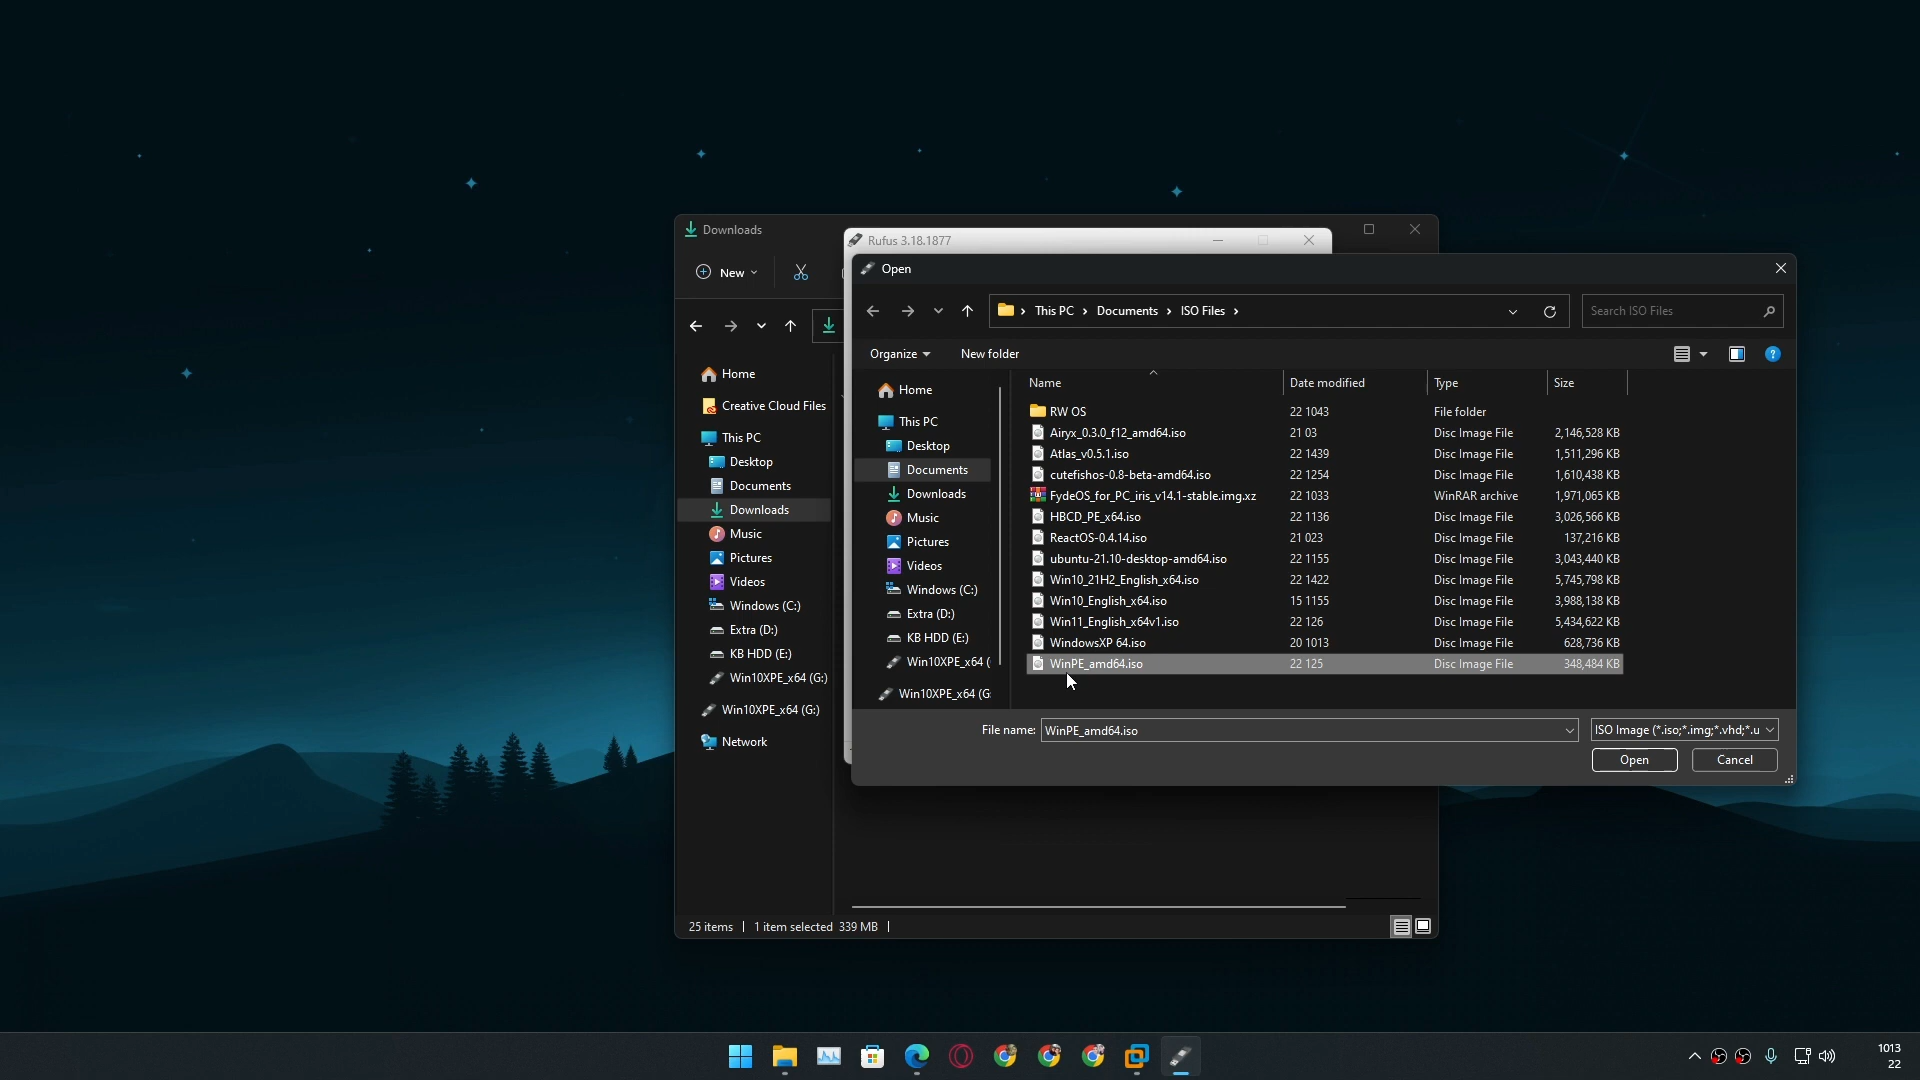 Downloads
New
Home
Creative Cloud Files
This PC
Desktop
Documents
Downloads
Music
Pictures
Videos
Windows (C:)
Extra (D:)
KB HDD (E:)
Win10XPE_x64 (G:)
Win10XPE_x64 (G:)
Network
25 items
1 item selected 339 MB
Rufus 3.18.1877
Open
This PC > Documents > ISO Files >
Search ISO Files
Organize
New folder
Home
This PC
Desktop
Documents
Downloads
Music
Pictures
Videos
Windows (C:)
Extra (D:)
KB HDD (E:)
Win10XPE_x64 (
Win10XPE_x64 (G:
Name Date modified Type Size
RW OS 22 1043 File folder
Airyx_0.3.0_f12_amd64.iso 21 03 Disc Image File 2,146,528 KB
Atlas_v0.5.1.iso 22 1439 Disc Image File 1,511,296 KB
cutefishos-0.8-beta-amd64.iso 22 1254 Disc Image File 1,610,438 KB
FydeOS_for_PC_iris_v14.1-stable.img.xz 22 1033 WinRAR archive 1,971,065 KB
HBCD_PE_x64.iso 22 1136 Disc Image File 3,026,566 KB
ReactOS-0.4.14.iso 21 023 Disc Image File 137,216 KB
ubuntu-21.10-desktop-amd64.iso 22 1155 Disc Image File 3,043,440 KB
Win10_21H2_English_x64.iso 22 1422 Disc Image File 5,745,798 KB
Win10_English_x64.iso 15 1155 Disc Image File 3,988,138 KB
Win11_English_x64v1.iso 22 126 Disc Image File 5,434,622 KB
WindowsXP 64.iso 20 1013 Disc Image File 628,736 KB
WinPE_amd64.iso 22 125 Disc Image File 348,484 KB
File name: WinPE_amd64.iso
ISO Image (*.iso;*.img;*.vhd;*.u
Open
Cancel
1013
22